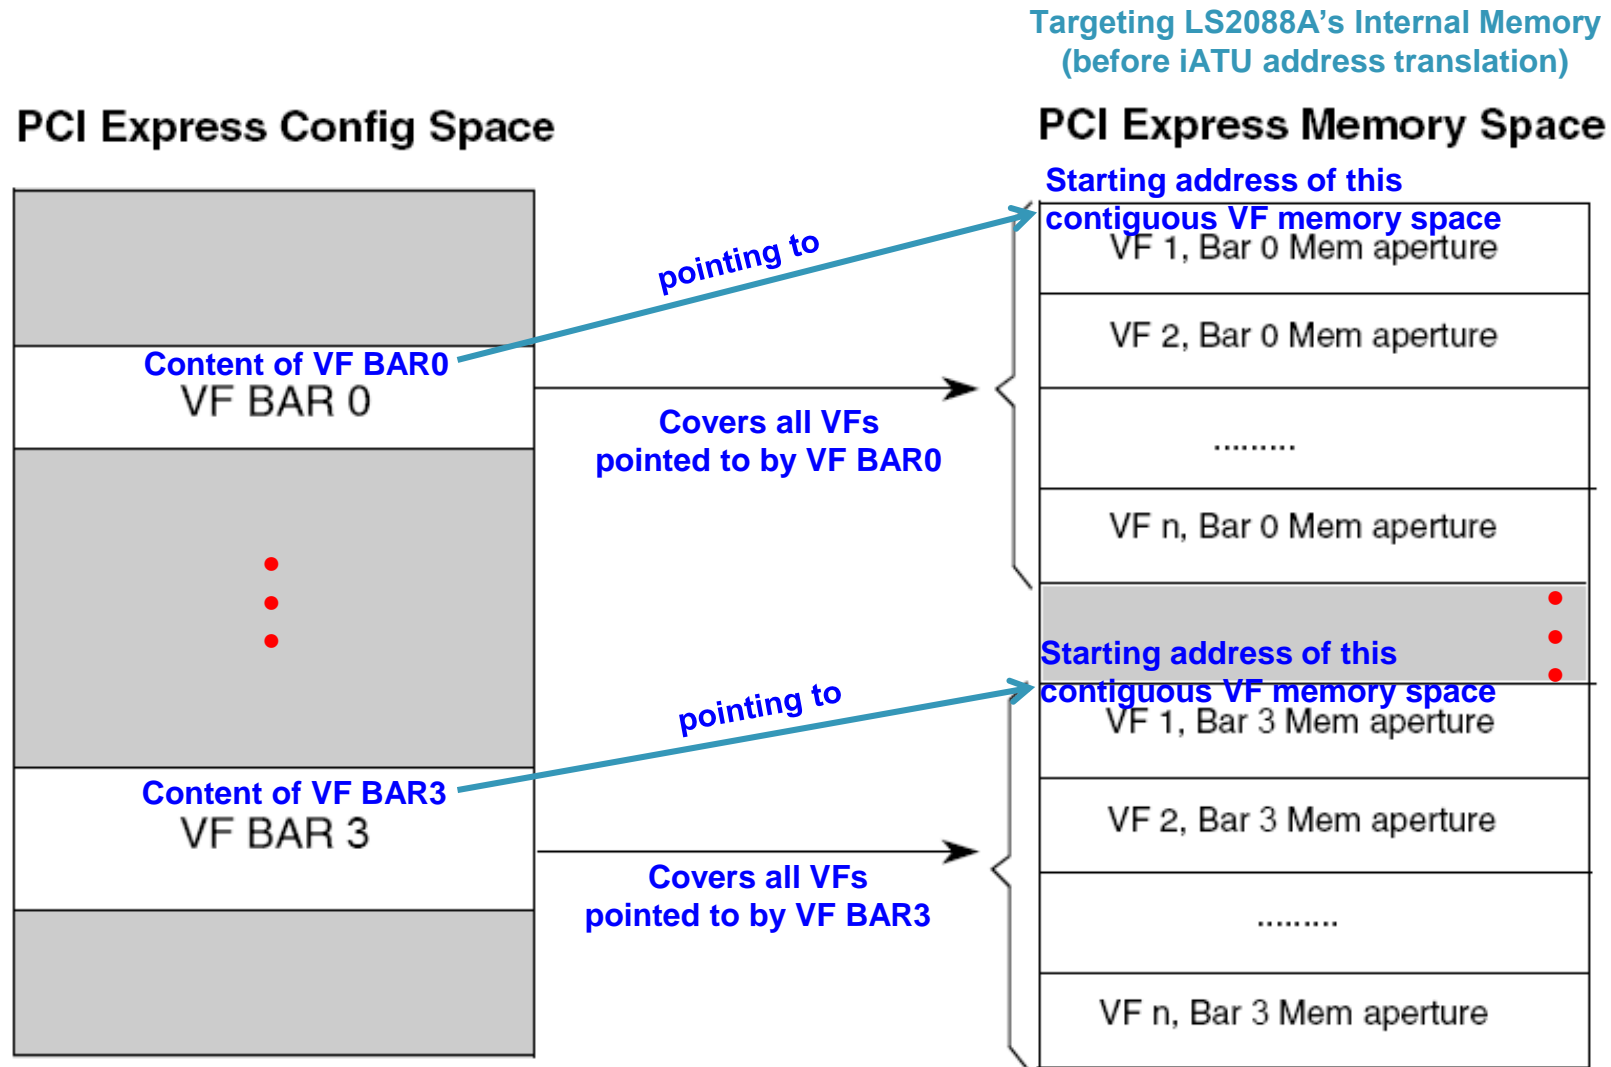 Targeting LS2088A's Internal Memory
(before iATU address translation)
PCI Express Config Space
PCI Express Memory Space
Starting address of this
contiguous VF memory space
VF 1, Bar 0 Mem aperture
pointing to
VF 2, Bar 0 Mem aperture
Content of VF BAR0
VF BAR 0
Covers all VFs
pointed to by VF BAR0
.........
VF n, Bar 0 Mem aperture
Starting address of this
contiguous VF memory space
pointing to
VF 1, Bar 3 Mem aperture
Content of VF BAR3
VF BAR 3
VF 2, Bar 3 Mem aperture
Covers all VFs
pointed to by VF BAR3
.........
VF n, Bar 3 Mem aperture